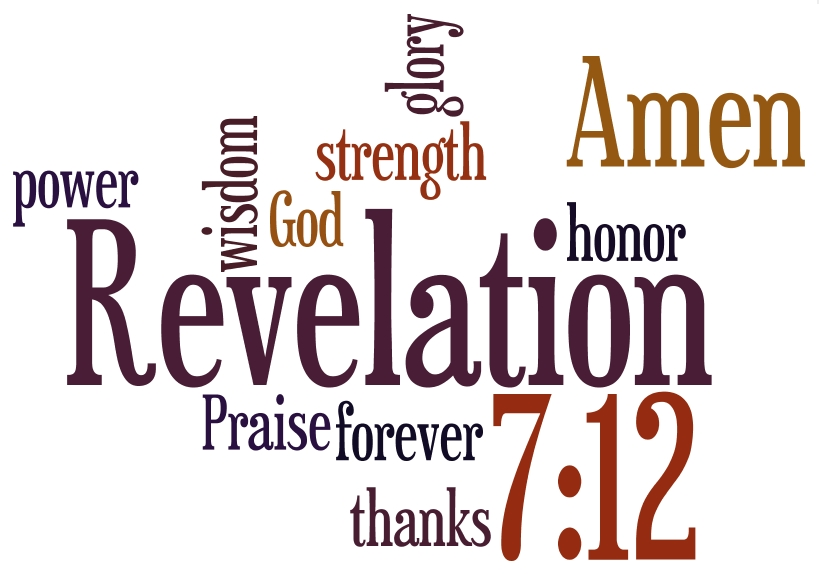 glory
Amen
strength
wisdom
power
God
honor
Revelation
Praise forever 7:12
thanks